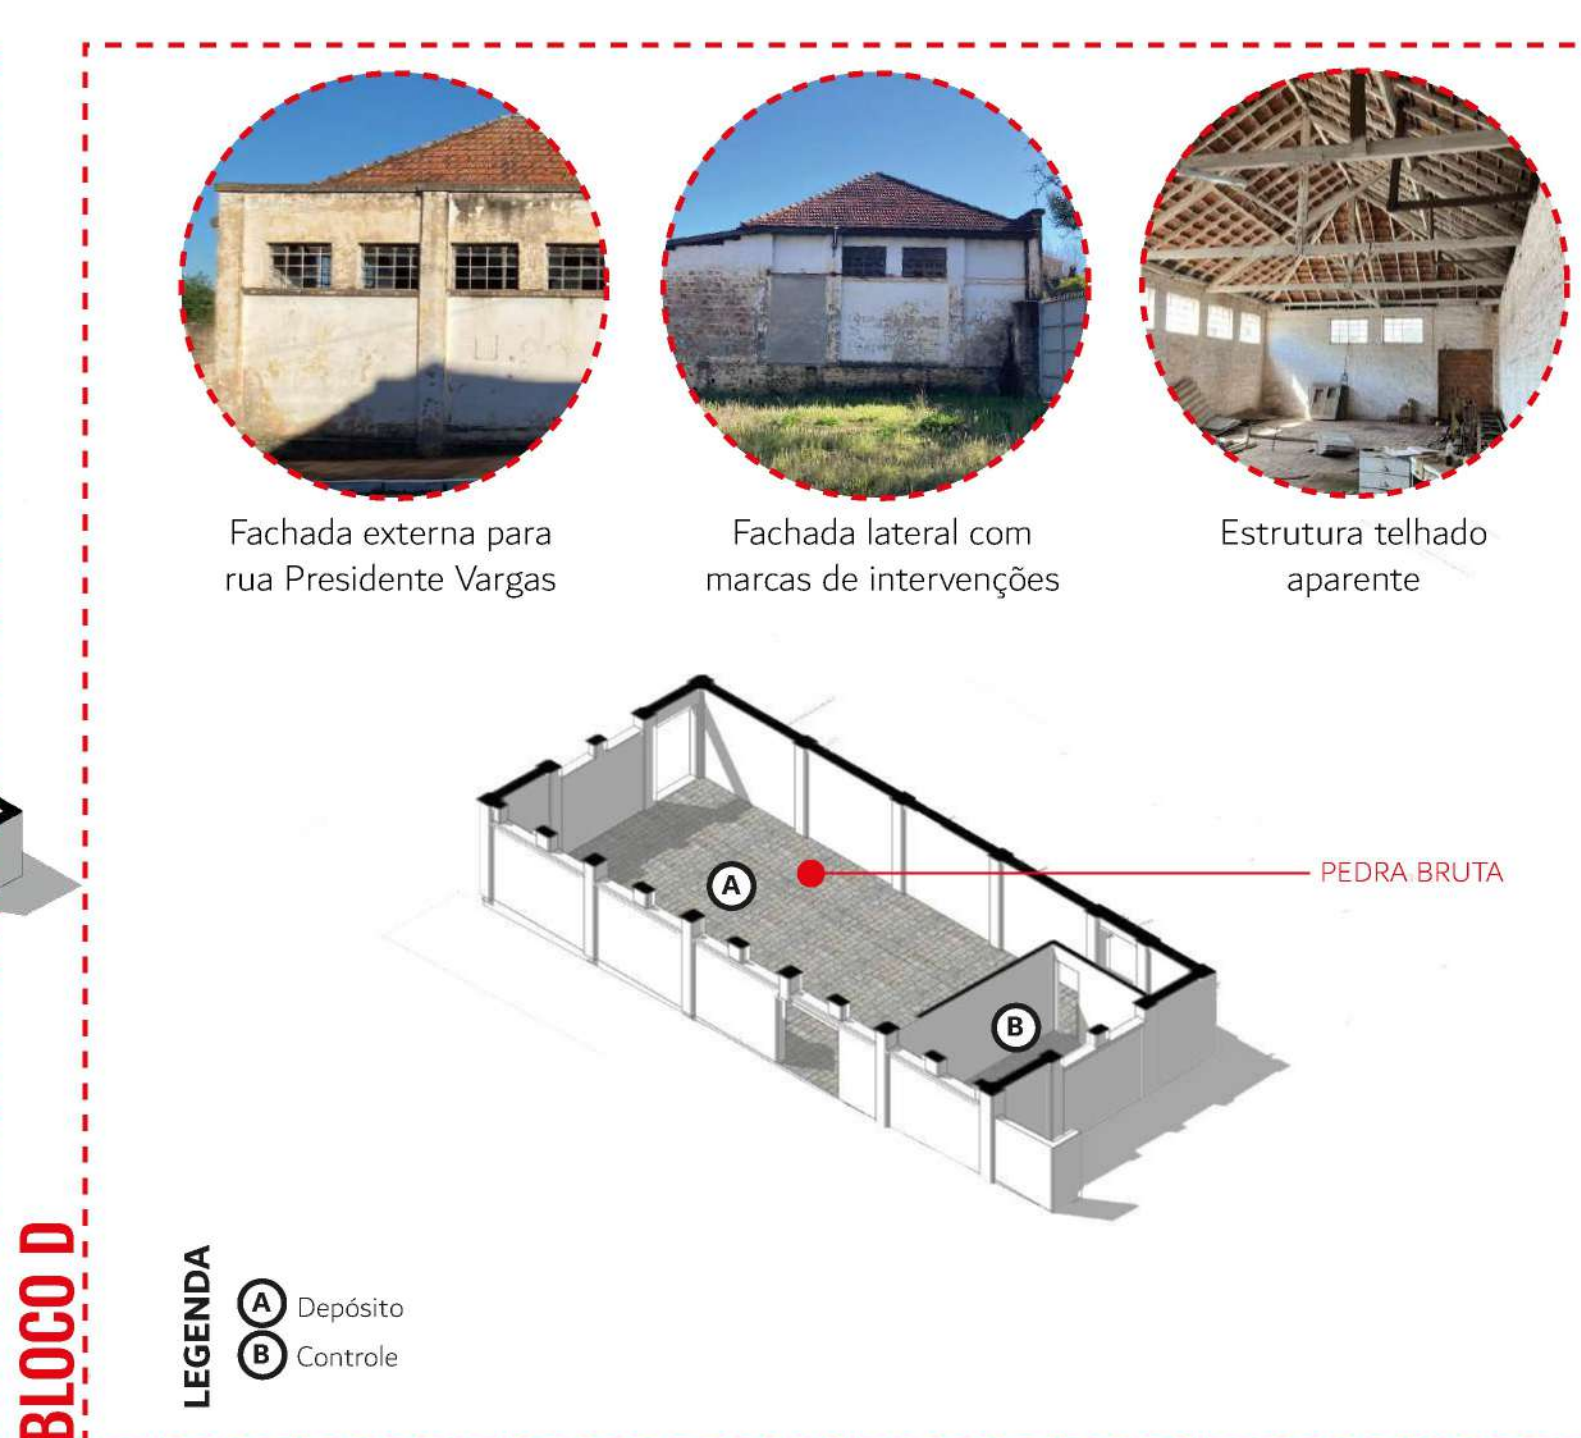 Fachada externa para
rua Presidente Vargas
Fachada lateral com
marcas de intervenções
Estrutura telhado
aparente
A
PEDRA BRUTA
B
BLOCO D
LEGENDA
A Depósito
B Controle